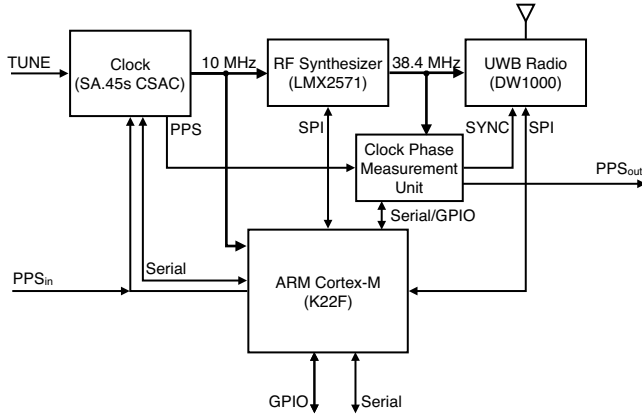 TUNE
Clock
(SA.45s CSAC)
10 MHz
RF Synthesizer
(LMX2571)
38.4 MHz
UWB Radio
(DW1000)
PPS
SPI
SYNC
SPI
Clock Phase
Measurement
Unit
PPSout
Serial/GPIO
PPSin
Serial
ARM Cortex-M
(K22F)
GPIO
Serial